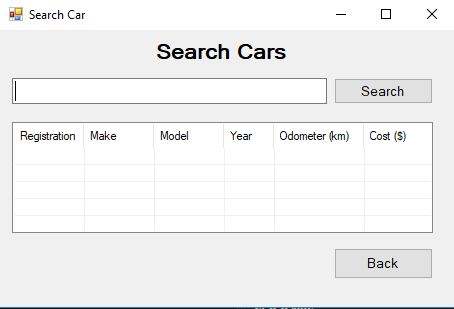 Search Car
Search Cars
Search
Registration Make Model Year Odometer (km) Cost ($)
Back